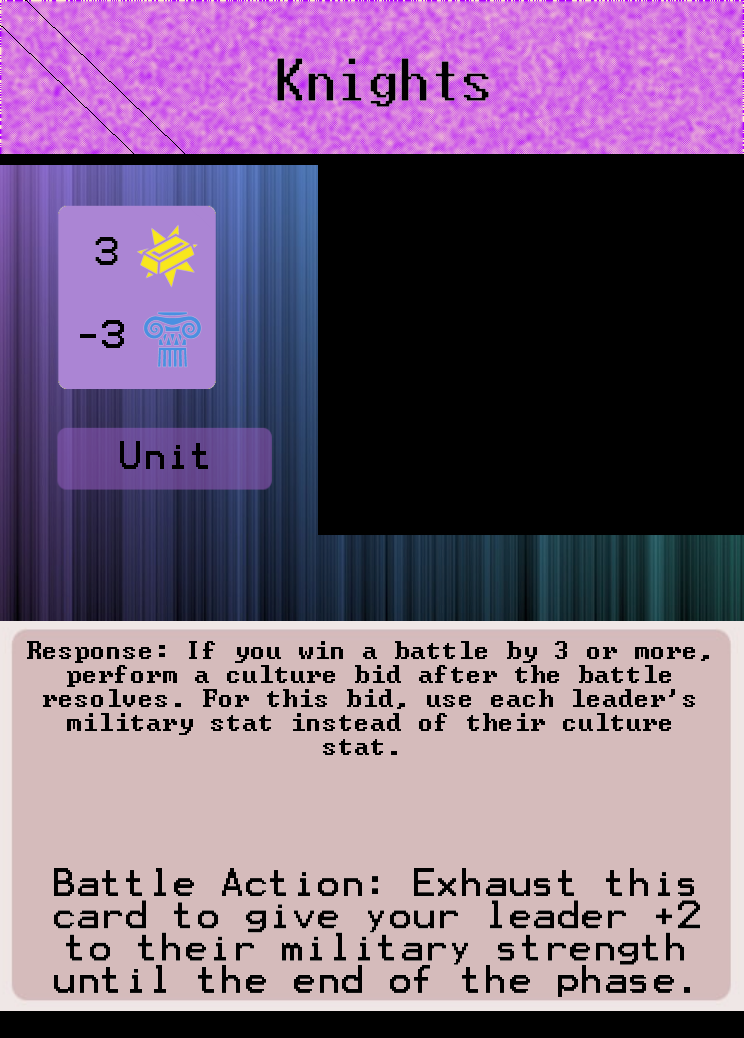 Knights
3
-3
Unit
Response: If you win a battle by 3 or more,
perform a culture bid after the battle
resolves. For this bid, use each leader's
military stat instead of their culture
stat.
Battle Action: Exhaust this
card to give your leader +2
to their military strength
until the end of the phase.